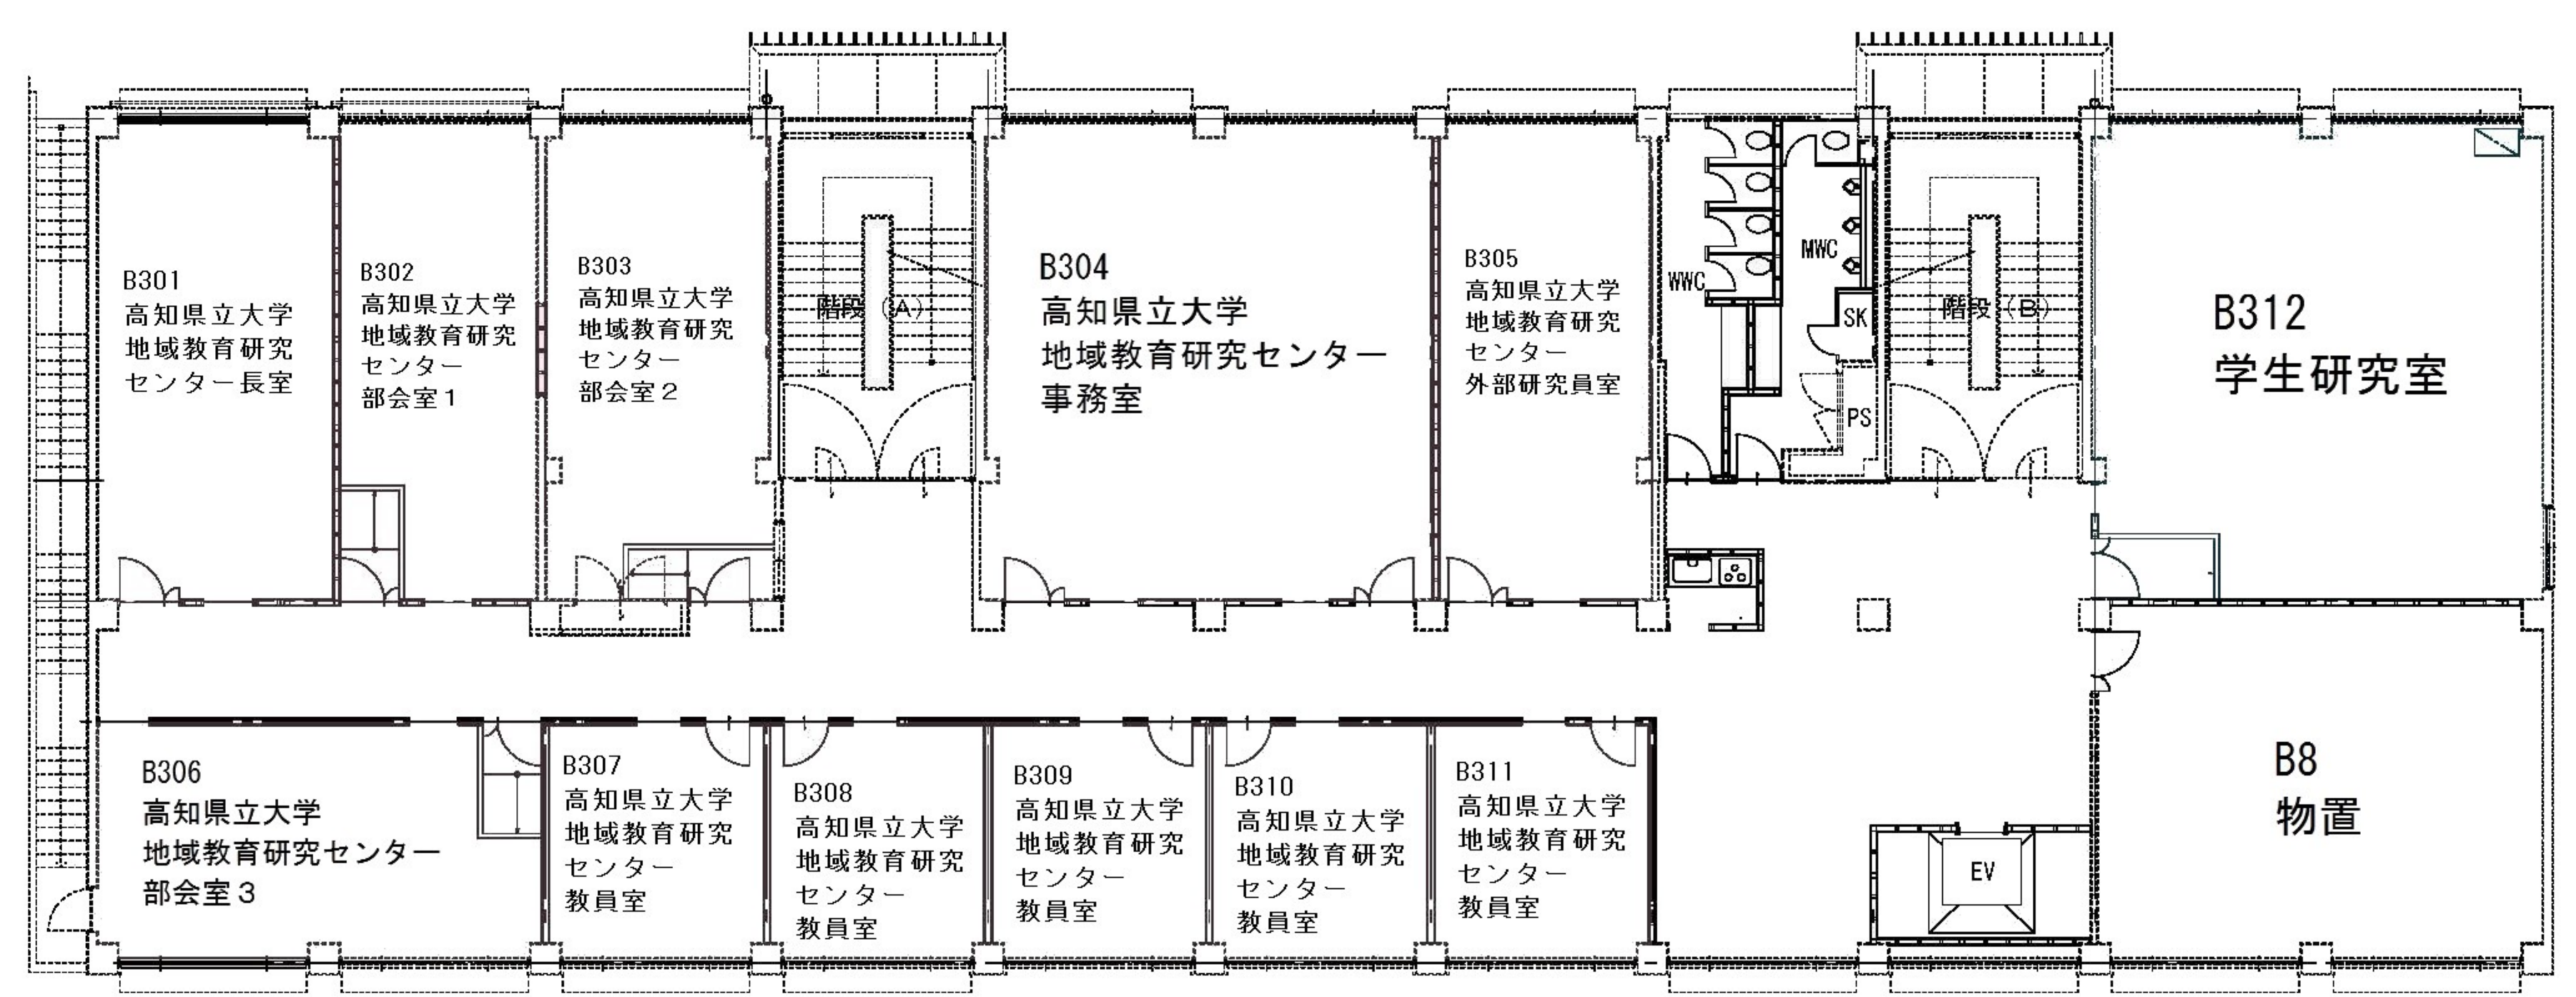 B301
高知県立大学
地域教育研究
センター長室
B302
高知県立大学
地域教育研究
センター
部会室1
B303
高知県立大学
地域教育研究
センター
部会室2
階段（A）
B304
高知県立大学
地域教育研究センター
事務室
B305
高知県立大学
地域教育研究
センター
外部研究員室
WWC
MWC
SK
PS
階段（B）
B312
学生研究室
B306
高知県立大学
地域教育研究センター
部会室3
B307
高知県立大学
地域教育研究
センター
教員室
B308
高知県立大学
地域教育研究
センター
教員室
B309
高知県立大学
地域教育研究
センター
教員室
B310
高知県立大学
地域教育研究
センター
教員室
B311
高知県立大学
地域教育研究
センター
教員室
EV
B8
物置